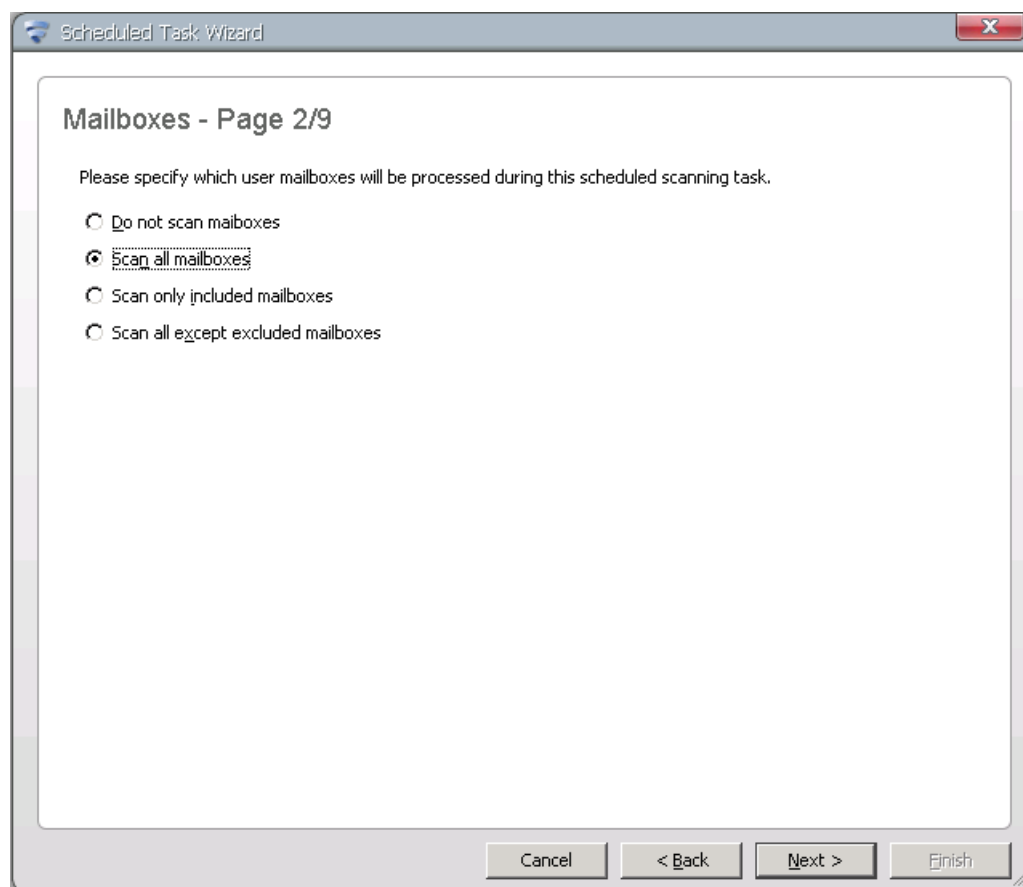 Scheduled Task Wizard
X
Mailboxes - Page 2/9
Please specify which user mailboxes will be processed during this scheduled scanning task.
Do not scan maiboxes
Scan all mailboxes
Scan only included mailboxes
Scan all except excluded mailboxes
Cancel < Back Next > Finish